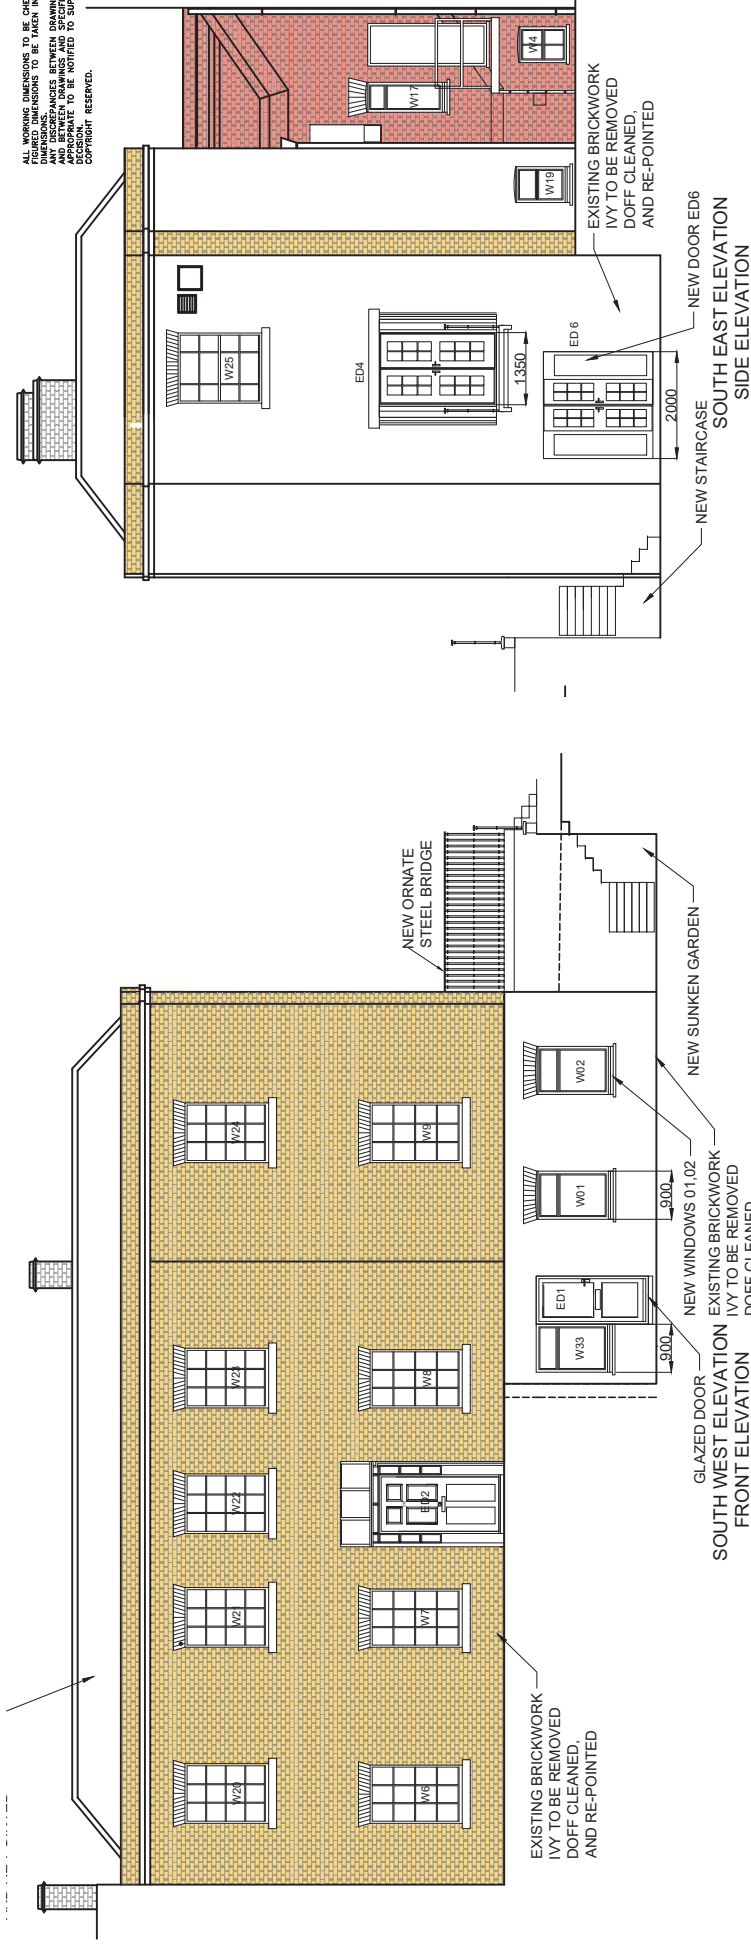 ALL WORKING DIMENSIONS TO BE CHE
FIGURED DIMENSIONS TO BE TAKEN IN
DIMENSIONS.
ANY DISCREPANCIES BETWEEN DRAWIN
AND BETWEEN DRAWINGS AND SPECIF
APPROPRIATE TO BE NOTIFIED TO SUP
DECISION.
COPYRIGHT RESERVED.
W20
W21
W22
W23
W24
W6
W7
ED2
W8
W9
NEW ORNATE
STEEL BRIDGE
W33
ED1
W01
W02
900
900
EXISTING BRICKWORK
IVY TO BE REMOVED
DOFF CLEANED,
AND RE-POINTED
GLAZED DOOR
NEW WINDOWS 01,02
NEW SUNKEN GARDEN
EXISTING BRICKWORK
IVY TO BE REMOVED
DOFF CLEANED
SOUTH WEST ELEVATION
FRONT ELEVATION
W25
ED4
1350
ED 6
2000
W17
W4
W19
EXISTING BRICKWORK
IVY TO BE REMOVED
DOFF CLEANED,
AND RE-POINTED
NEW STAIRCASE
NEW DOOR ED6
SOUTH EAST ELEVATION
SIDE ELEVATION